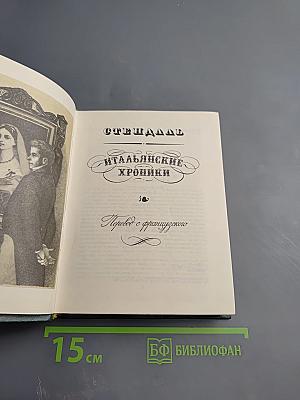 СТЕНДАЛЬ
ИТАЛЬЯНСКИЕ
ХРОНИКИ
Перевод с французского
15 см
БФ БИБЛИОФАН